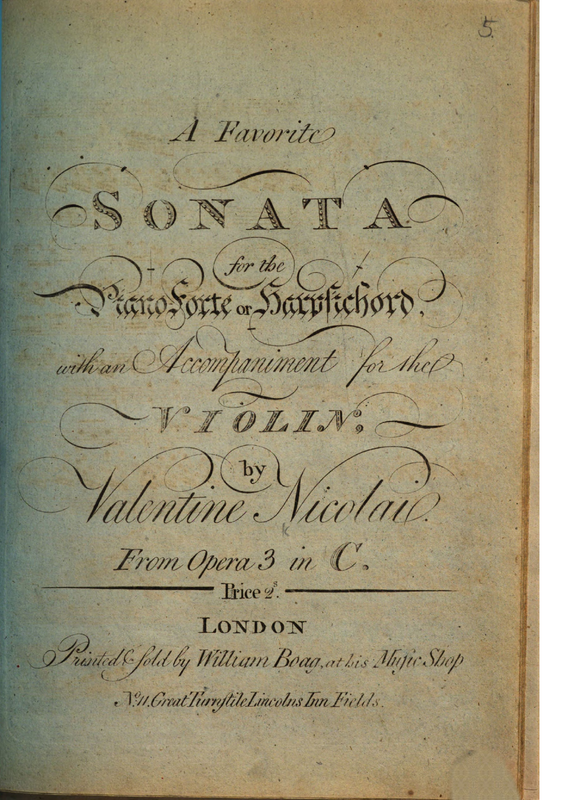 5.
A Favorite
SONATA
for the
Piano Forte or Harpsichord,
with an Accompaniment for the
VIOLIN,
by
Valentine Nicolai.
From Opera 3 in C.
Price 2s.
LONDON
Printed & sold by William Boag, at his Music Shop
No. 11, Great Turnstile Lincolns Inn Fields.